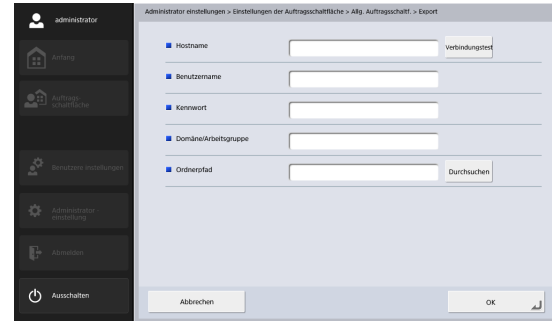 administrator
Anfang
Auftrags-
schaltfläche
Benutzere instellungen
Administrator-
einstellung
Abmelden
Ausschalten
Administrator einstellungen > Einstellungen der Auftragsschaltfläche > Allg. Auftragsschaltf. > Export
Hostname
Verbindungstest
Benutzername
Kennwort
Domäne/Arbeitsgruppe
Ordnerpfad
Durchsuchen
Abbrechen
OK